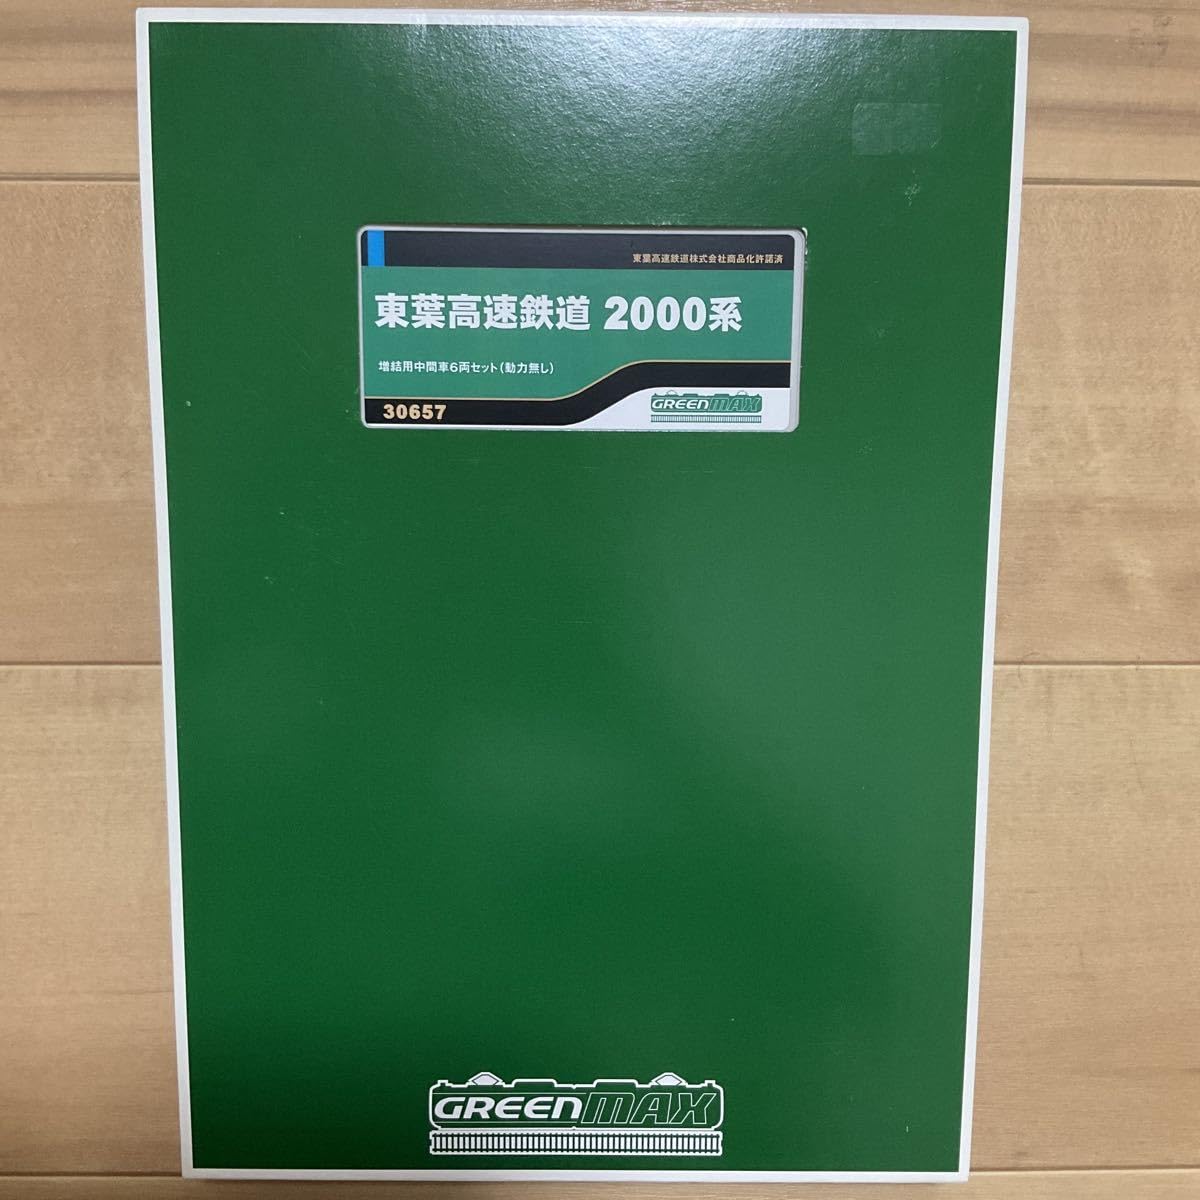 東葉高速鉄道株式会社商品化許諾済
東葉高速鉄道 2000系
増結用中間車6両セット(動力無し)
30657
GREENMAX
GREENMAX